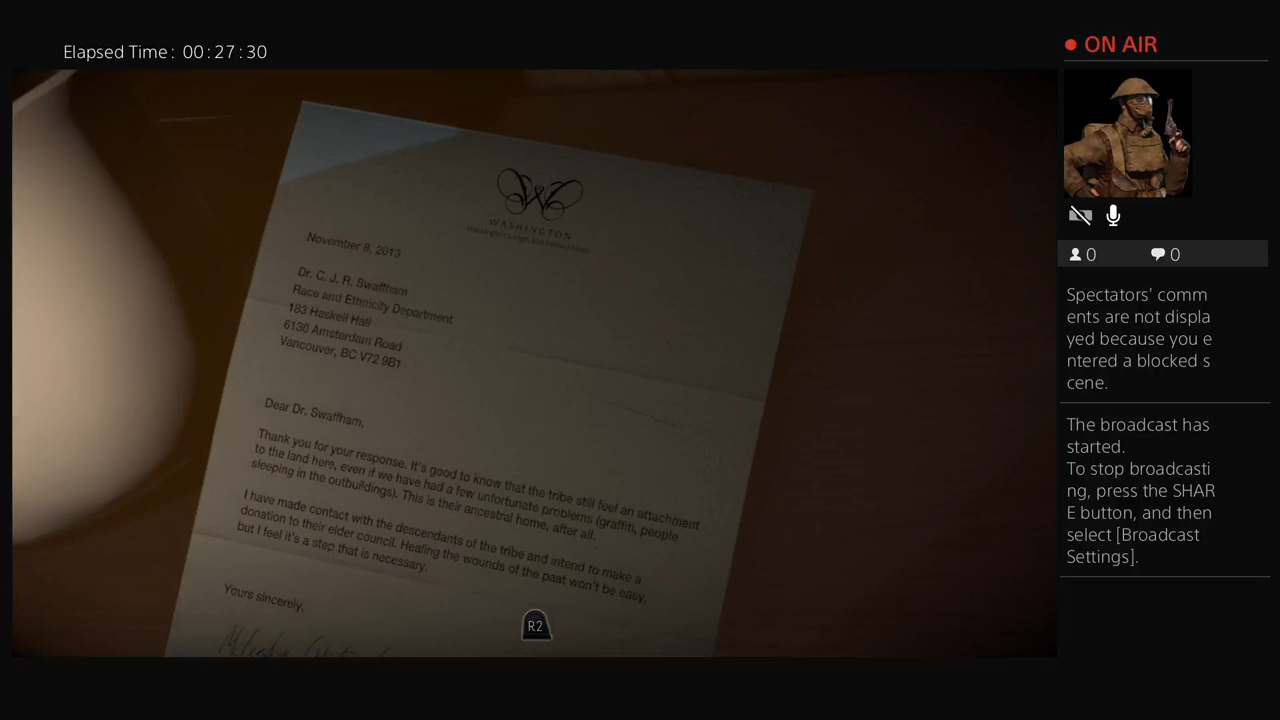 Elapsed Time: 00:27:30
ON AIR
W
WASHINGTON
November 8, 2013
Dr. C. J. R. Swaffham
Race and Ethnicity Department
183 Haskell Hall
6130 Amsterdam Road
Vancouver, BC V72 9B1
Dear Dr. Swaffham,
Thank you for your response. It's good to know that the tribe still feel an attachment
to the land here, even if we have had a few unfortunate problems (graffiti, people
sleeping in the outbuildings). This is their ancestral home, after all.
I have made contact with the descendants of the tribe and intend to make a
donation to their elder council. Healing the wounds of the past won't be easy,
but I feel it's a step that is necessary.
Yours sincerely,
R2
0
0
Spectators' comm
ents are not displa
yed because you e
ntered a blocked s
cene.
The broadcast has
started.
To stop broadcasti
ng, press the SHAR
E button, and then
select [Broadcast
Settings].